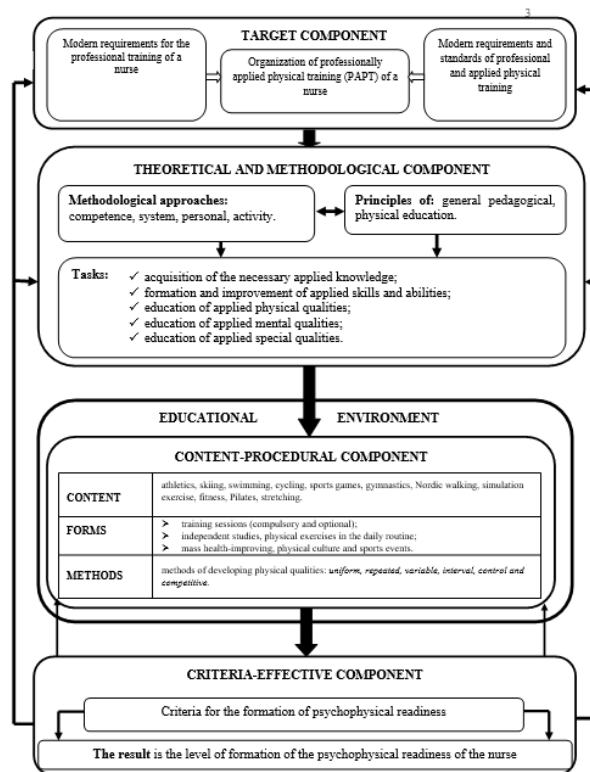 3
TARGET COMPONENT
Modern requirements for the
professional training of a
nurse
Organization of professionally
applied physical training (PAPT) of a
nurse
Modern requirements and
standards of professional
and applied physical
training
THEORETICAL AND METHODOLOGICAL COMPONENT
Methodological approaches:
competence, system, personal, activity.
Principles of: general pedagogical,
physical education.
Tasks:
✓ acquisition of the necessary applied knowledge;
✓ formation and improvement of applied skills and abilities;
✓ education of applied physical qualities;
✓ education of applied mental qualities;
✓ education of applied special qualities.
EDUCATIONAL ENVIRONMENT
CONTENT-PROCEDURAL COMPONENT
CONTENT
athletics, skiing, swimming, cycling, sports games, gymnastics, Nordic walking, simulation
exercise, fitness, Pilates, stretching.
FORMS
➢ training sessions (compulsory and optional);
➢ independent studies, physical exercises in the daily routine;
➢ mass health-improving, physical culture and sports events.
METHODS
methods of developing physical qualities: uniform, repeated, variable, interval, control and
competitive.
CRITERIA-EFFECTIVE COMPONENT
Criteria for the formation of psychophysical readiness
The result is the level of formation of the psychophysical readiness of the nurse